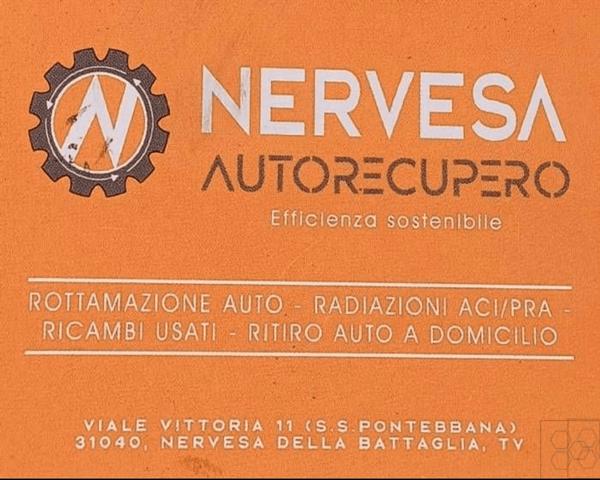 NERVESA
AUTORECUPERO
Efficienza sostenibile
ROTTAMAZIONE AUTO - RADIAZIONI ACI/PRA -
RICAMBI USATI - RITIRO AUTO A DOMICILIO
VIALE VITTORIA 11 (S.S.PONTEBBANA)
31040, NERVESA DELLA BATTAGLIA, TV